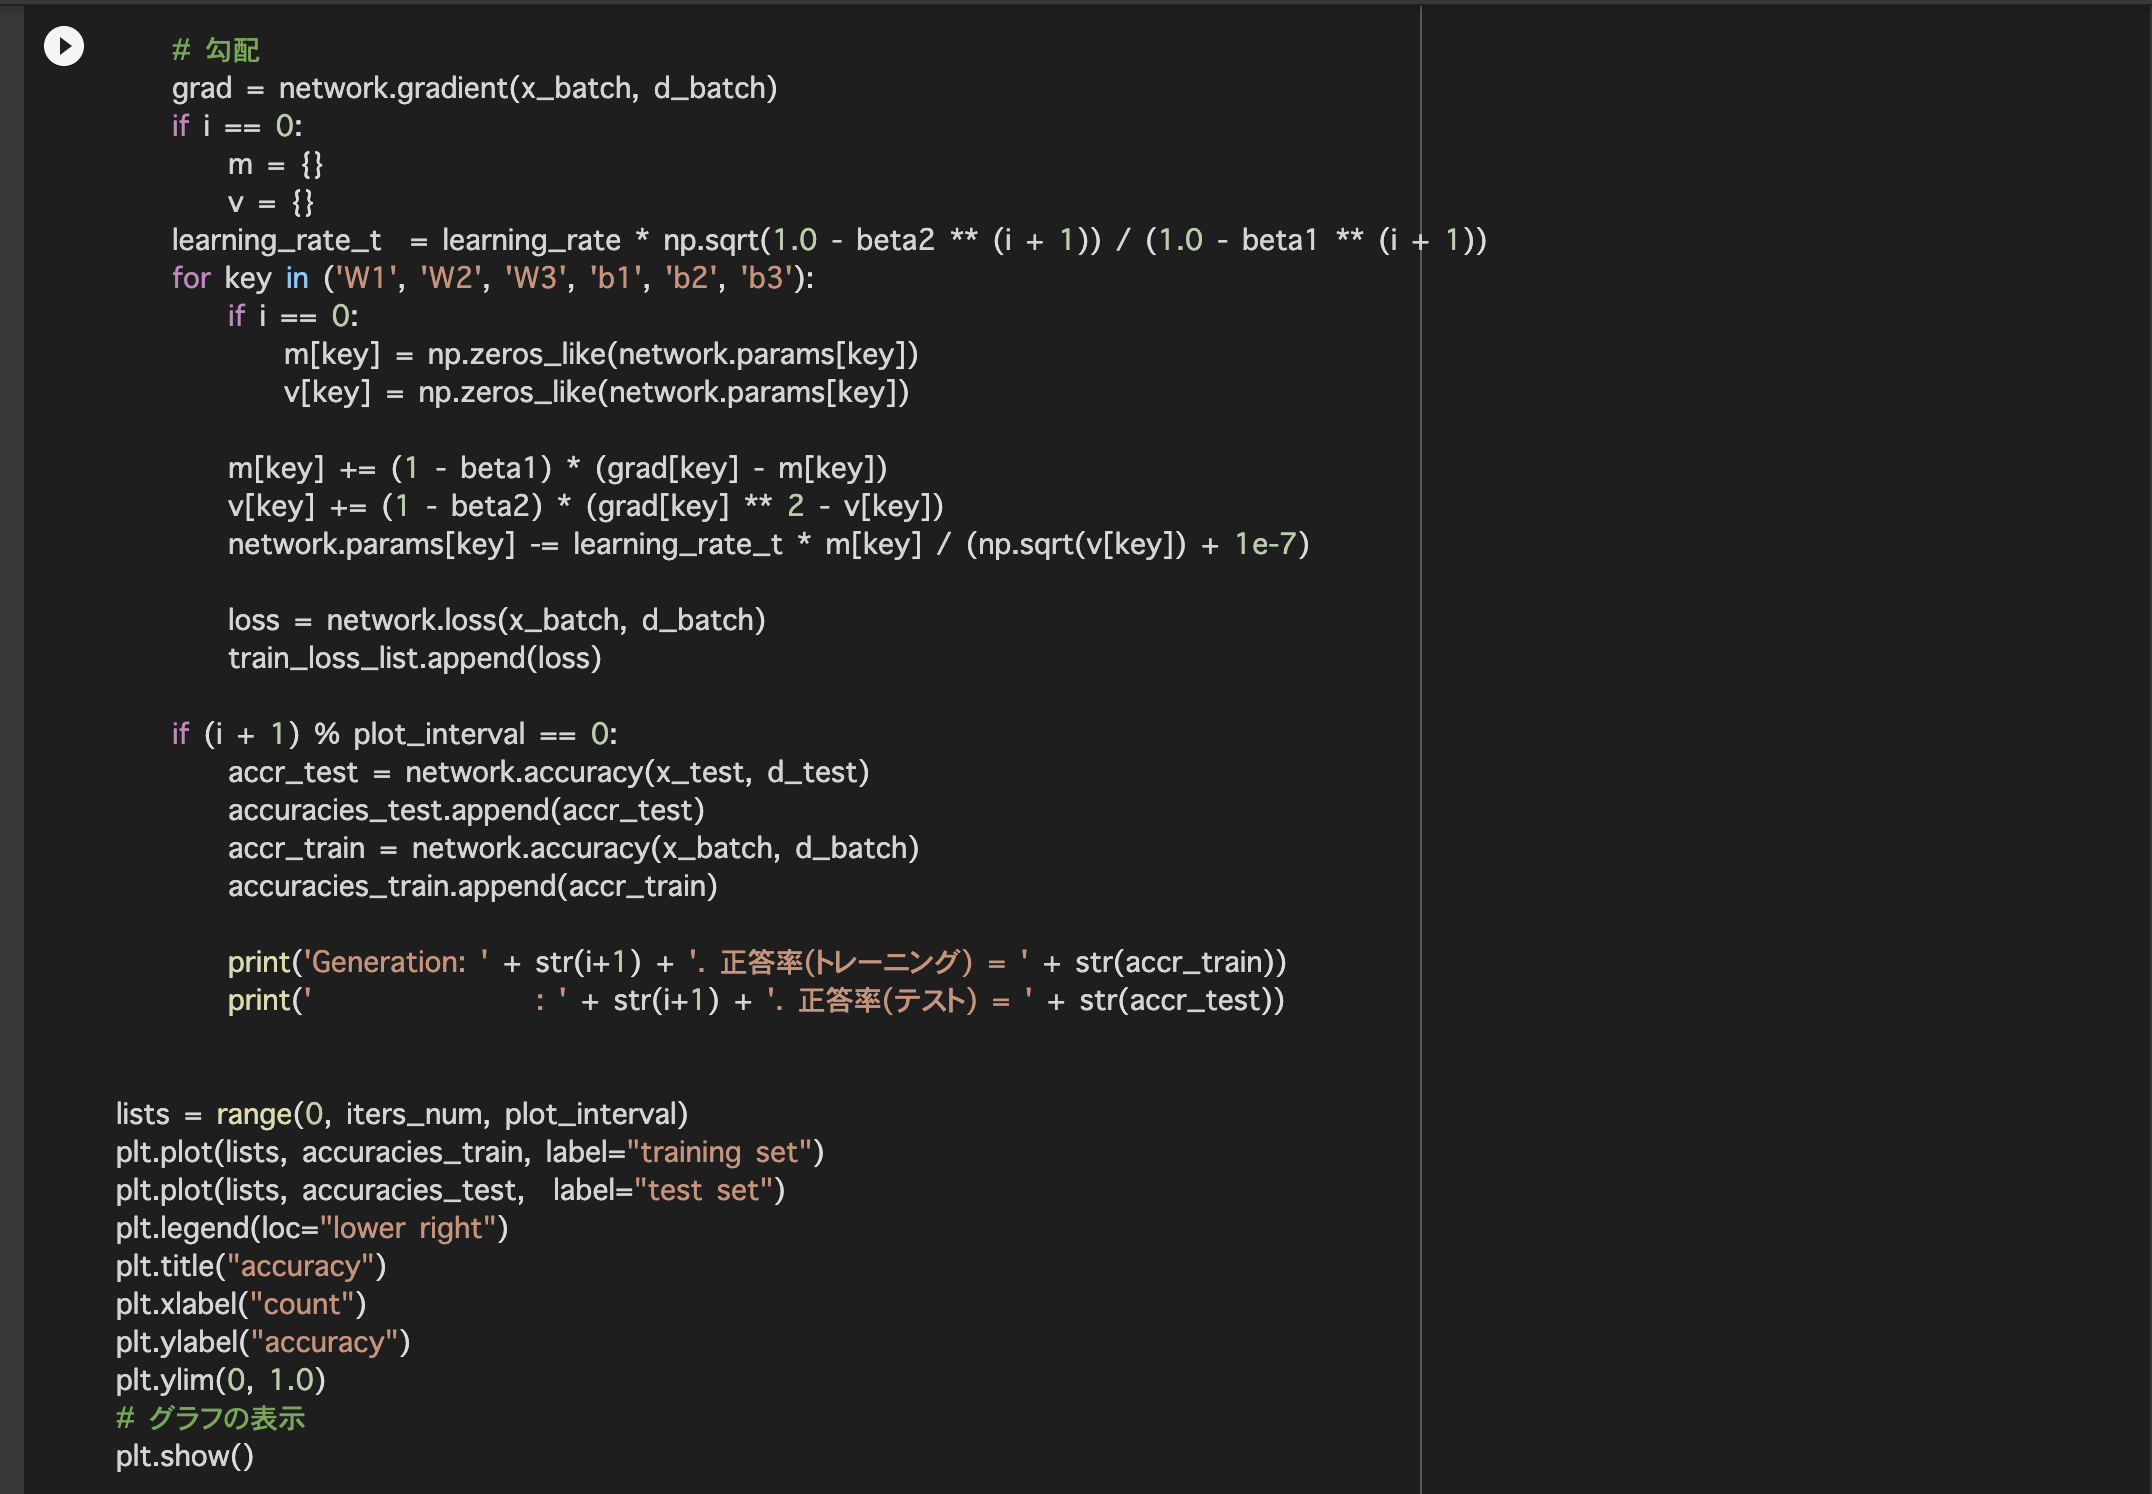 # 勾配
grad = network.gradient(x_batch, d_batch)
if i == 0:
    m = {}
    v = {}
learning_rate_t  = learning_rate * np.sqrt(1.0 - beta2 ** (i + 1)) / (1.0 - beta1 ** (i + 1))
for key in ('W1', 'W2', 'W3', 'b1', 'b2', 'b3'):
    if i == 0:
        m[key] = np.zeros_like(network.params[key])
        v[key] = np.zeros_like(network.params[key])
    m[key] += (1 - beta1) * (grad[key] - m[key])
    v[key] += (1 - beta2) * (grad[key] ** 2 - v[key])
    network.params[key] -= learning_rate_t * m[key] / (np.sqrt(v[key]) + 1e-7)
    loss = network.loss(x_batch, d_batch)
    train_loss_list.append(loss)
if (i + 1) % plot_interval == 0:
    accr_test = network.accuracy(x_test, d_test)
    accuracies_test.append(accr_test)
    accr_train = network.accuracy(x_batch, d_batch)
    accuracies_train.append(accr_train)
    print('Generation: ' + str(i+1) + '. 正答率(トレーニング) = ' + str(accr_train))
    print('                : ' + str(i+1) + '. 正答率(テスト) = ' + str(accr_test))
lists = range(0, iters_num, plot_interval)
plt.plot(lists, accuracies_train, label="training set")
plt.plot(lists, accuracies_test,  label="test set")
plt.legend(loc="lower right")
plt.title("accuracy")
plt.xlabel("count")
plt.ylabel("accuracy")
plt.ylim(0, 1.0)
# グラフの表示
plt.show()